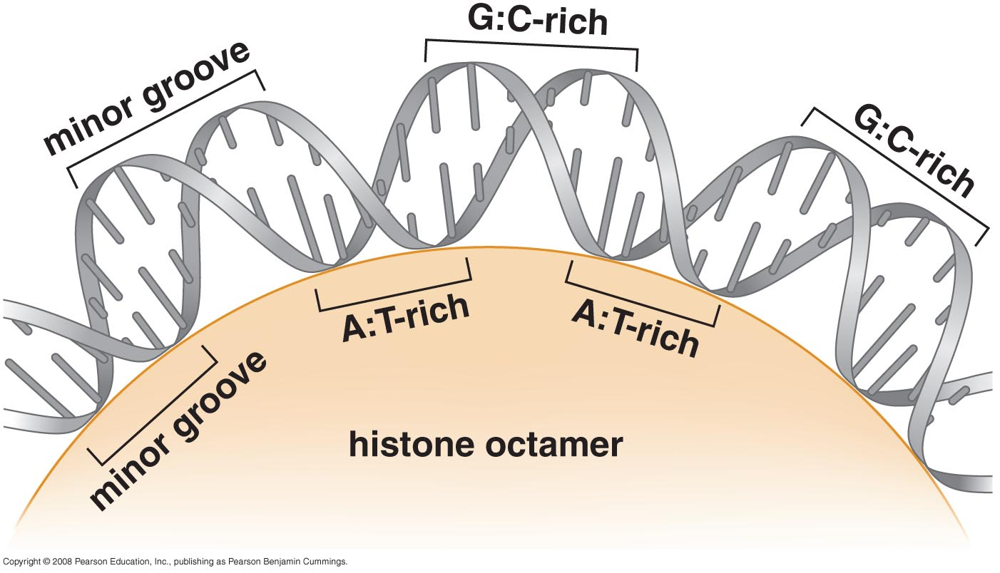 G:C-rich
minor groove
G:C-rich
A:T-rich
A:T-rich
minor groove
histone octamer
Copyright © 2008 Pearson Education, Inc., publishing as Pearson Benjamin Cummings.